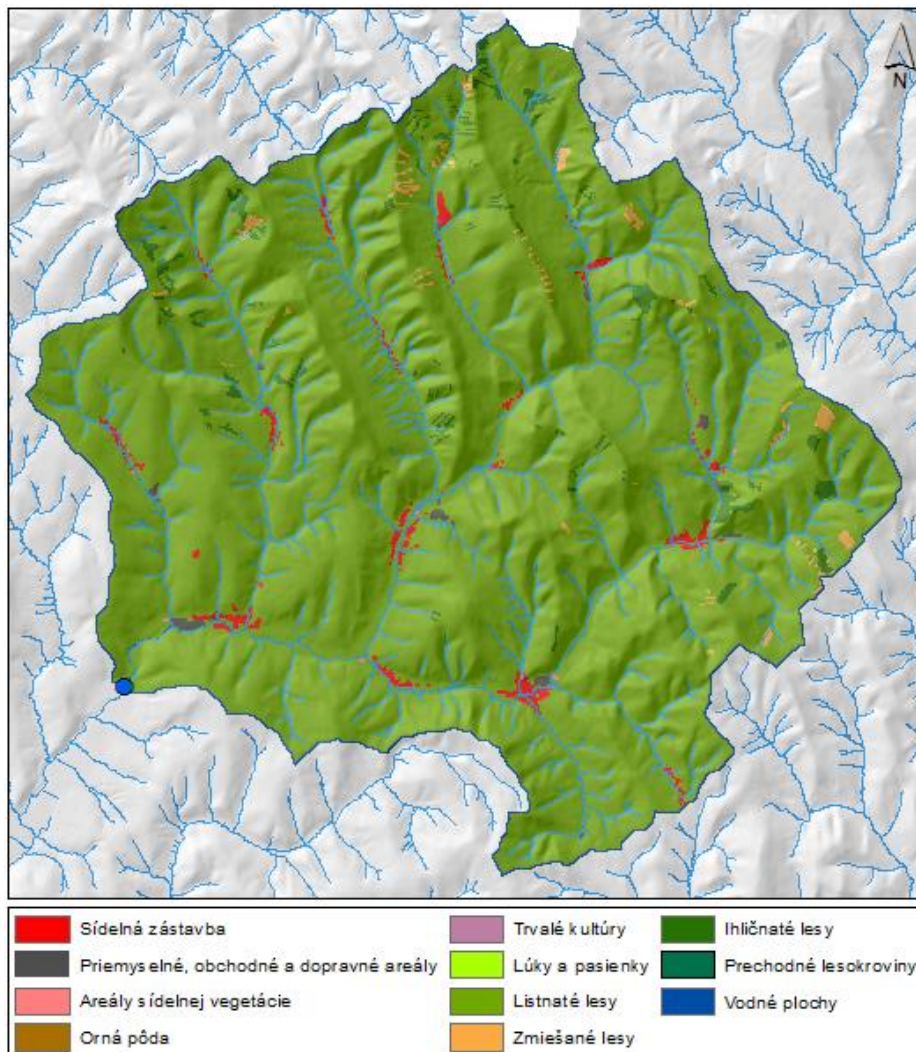 N
Sídelná zástavba
Priemyselné, obchodné a dopravné areály
Areály sídelnej vegetácie
Orná pôda
Trvalé kultúry
Lúky a pasienky
Listnaté lesy
Zmiešané lesy
Ihličnaté lesy
Prechodné lesokroviny
Vodné plochy